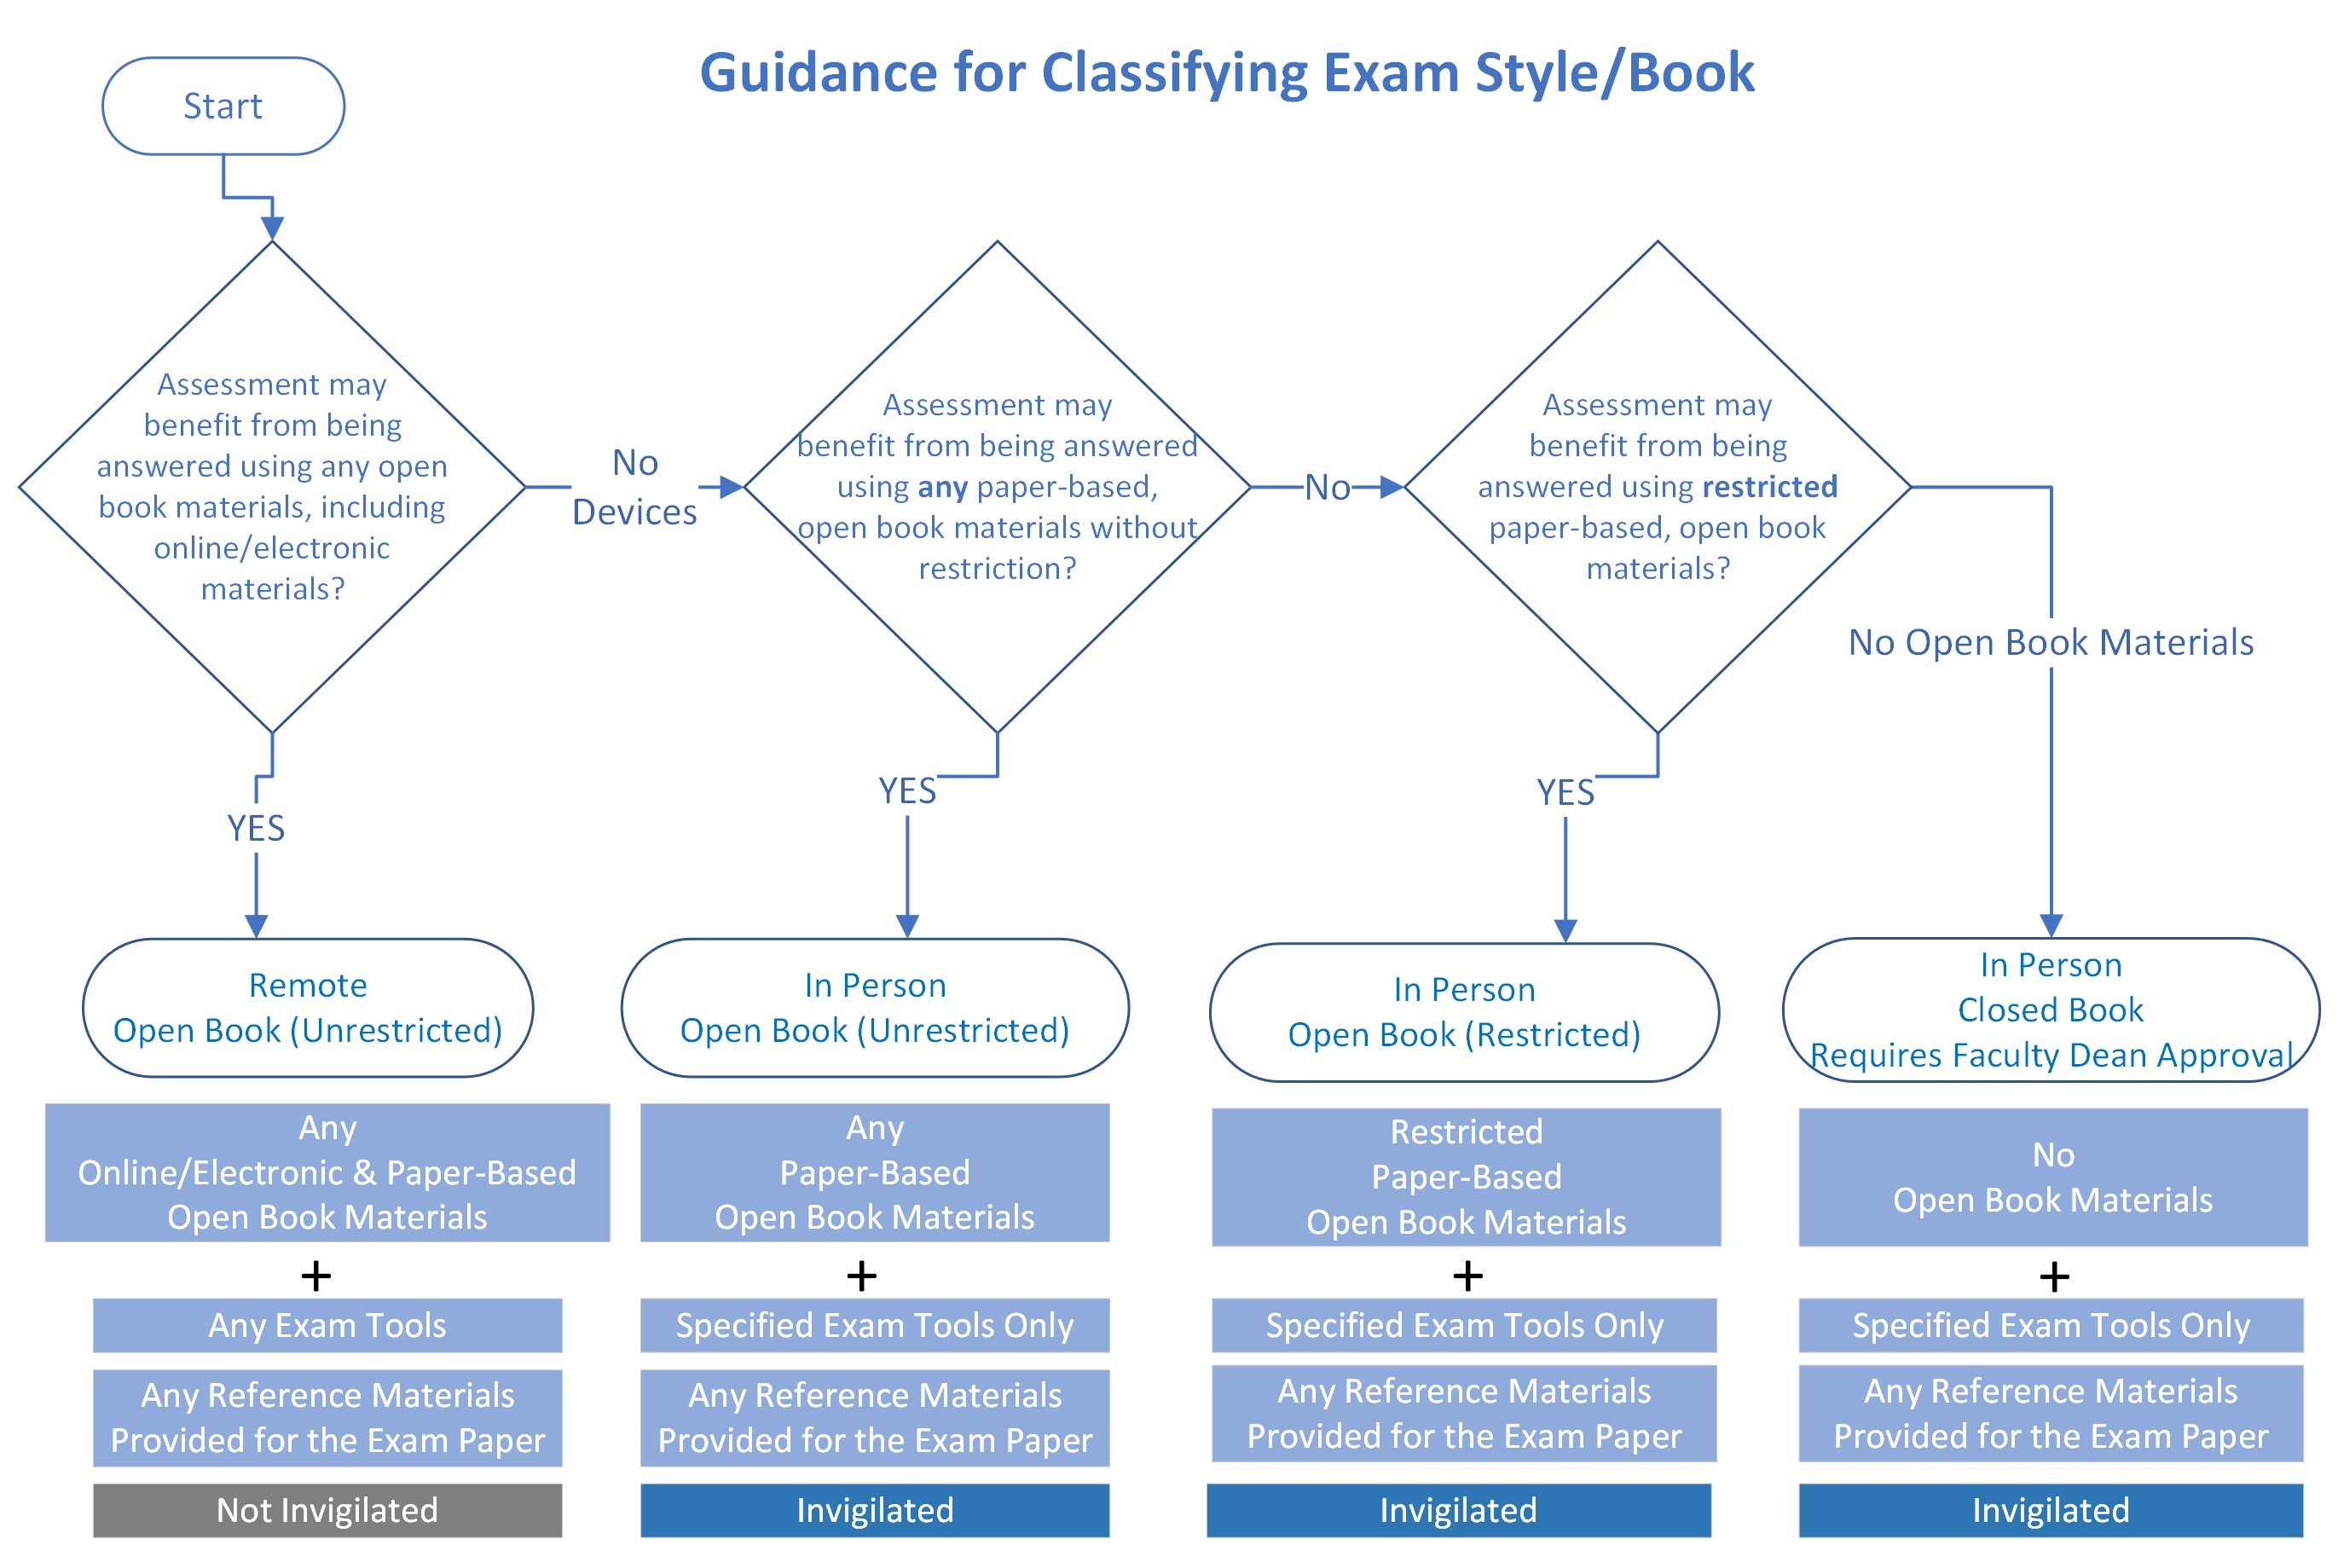 Guidance for Classifying Exam Style/Book
Start
Assessment may
benefit from being
answered using any open
book materials, including
online/electronic
materials?
No
Devices
Assessment may
benefit from being answered
using any paper-based,
open book materials without
restriction?
No
Assessment may
benefit from being
answered using restricted
paper-based, open book
materials?
No Open Book Materials
YES
YES
YES
Remote
Open Book (Unrestricted)
In Person
Open Book (Unrestricted)
In Person
Open Book (Restricted)
In Person
Closed Book
Requires Faculty Dean Approval
Any
Online/Electronic & Paper-Based
Open Book Materials
+
Any Exam Tools
Any Reference Materials
Provided for the Exam Paper
Not Invigilated
Any
Paper-Based
Open Book Materials
+
Specified Exam Tools Only
Any Reference Materials
Provided for the Exam Paper
Invigilated
Restricted
Paper-Based
Open Book Materials
+
Specified Exam Tools Only
Any Reference Materials
Provided for the Exam Paper
Invigilated
No
Open Book Materials
+
Specified Exam Tools Only
Any Reference Materials
Provided for the Exam Paper
Invigilated